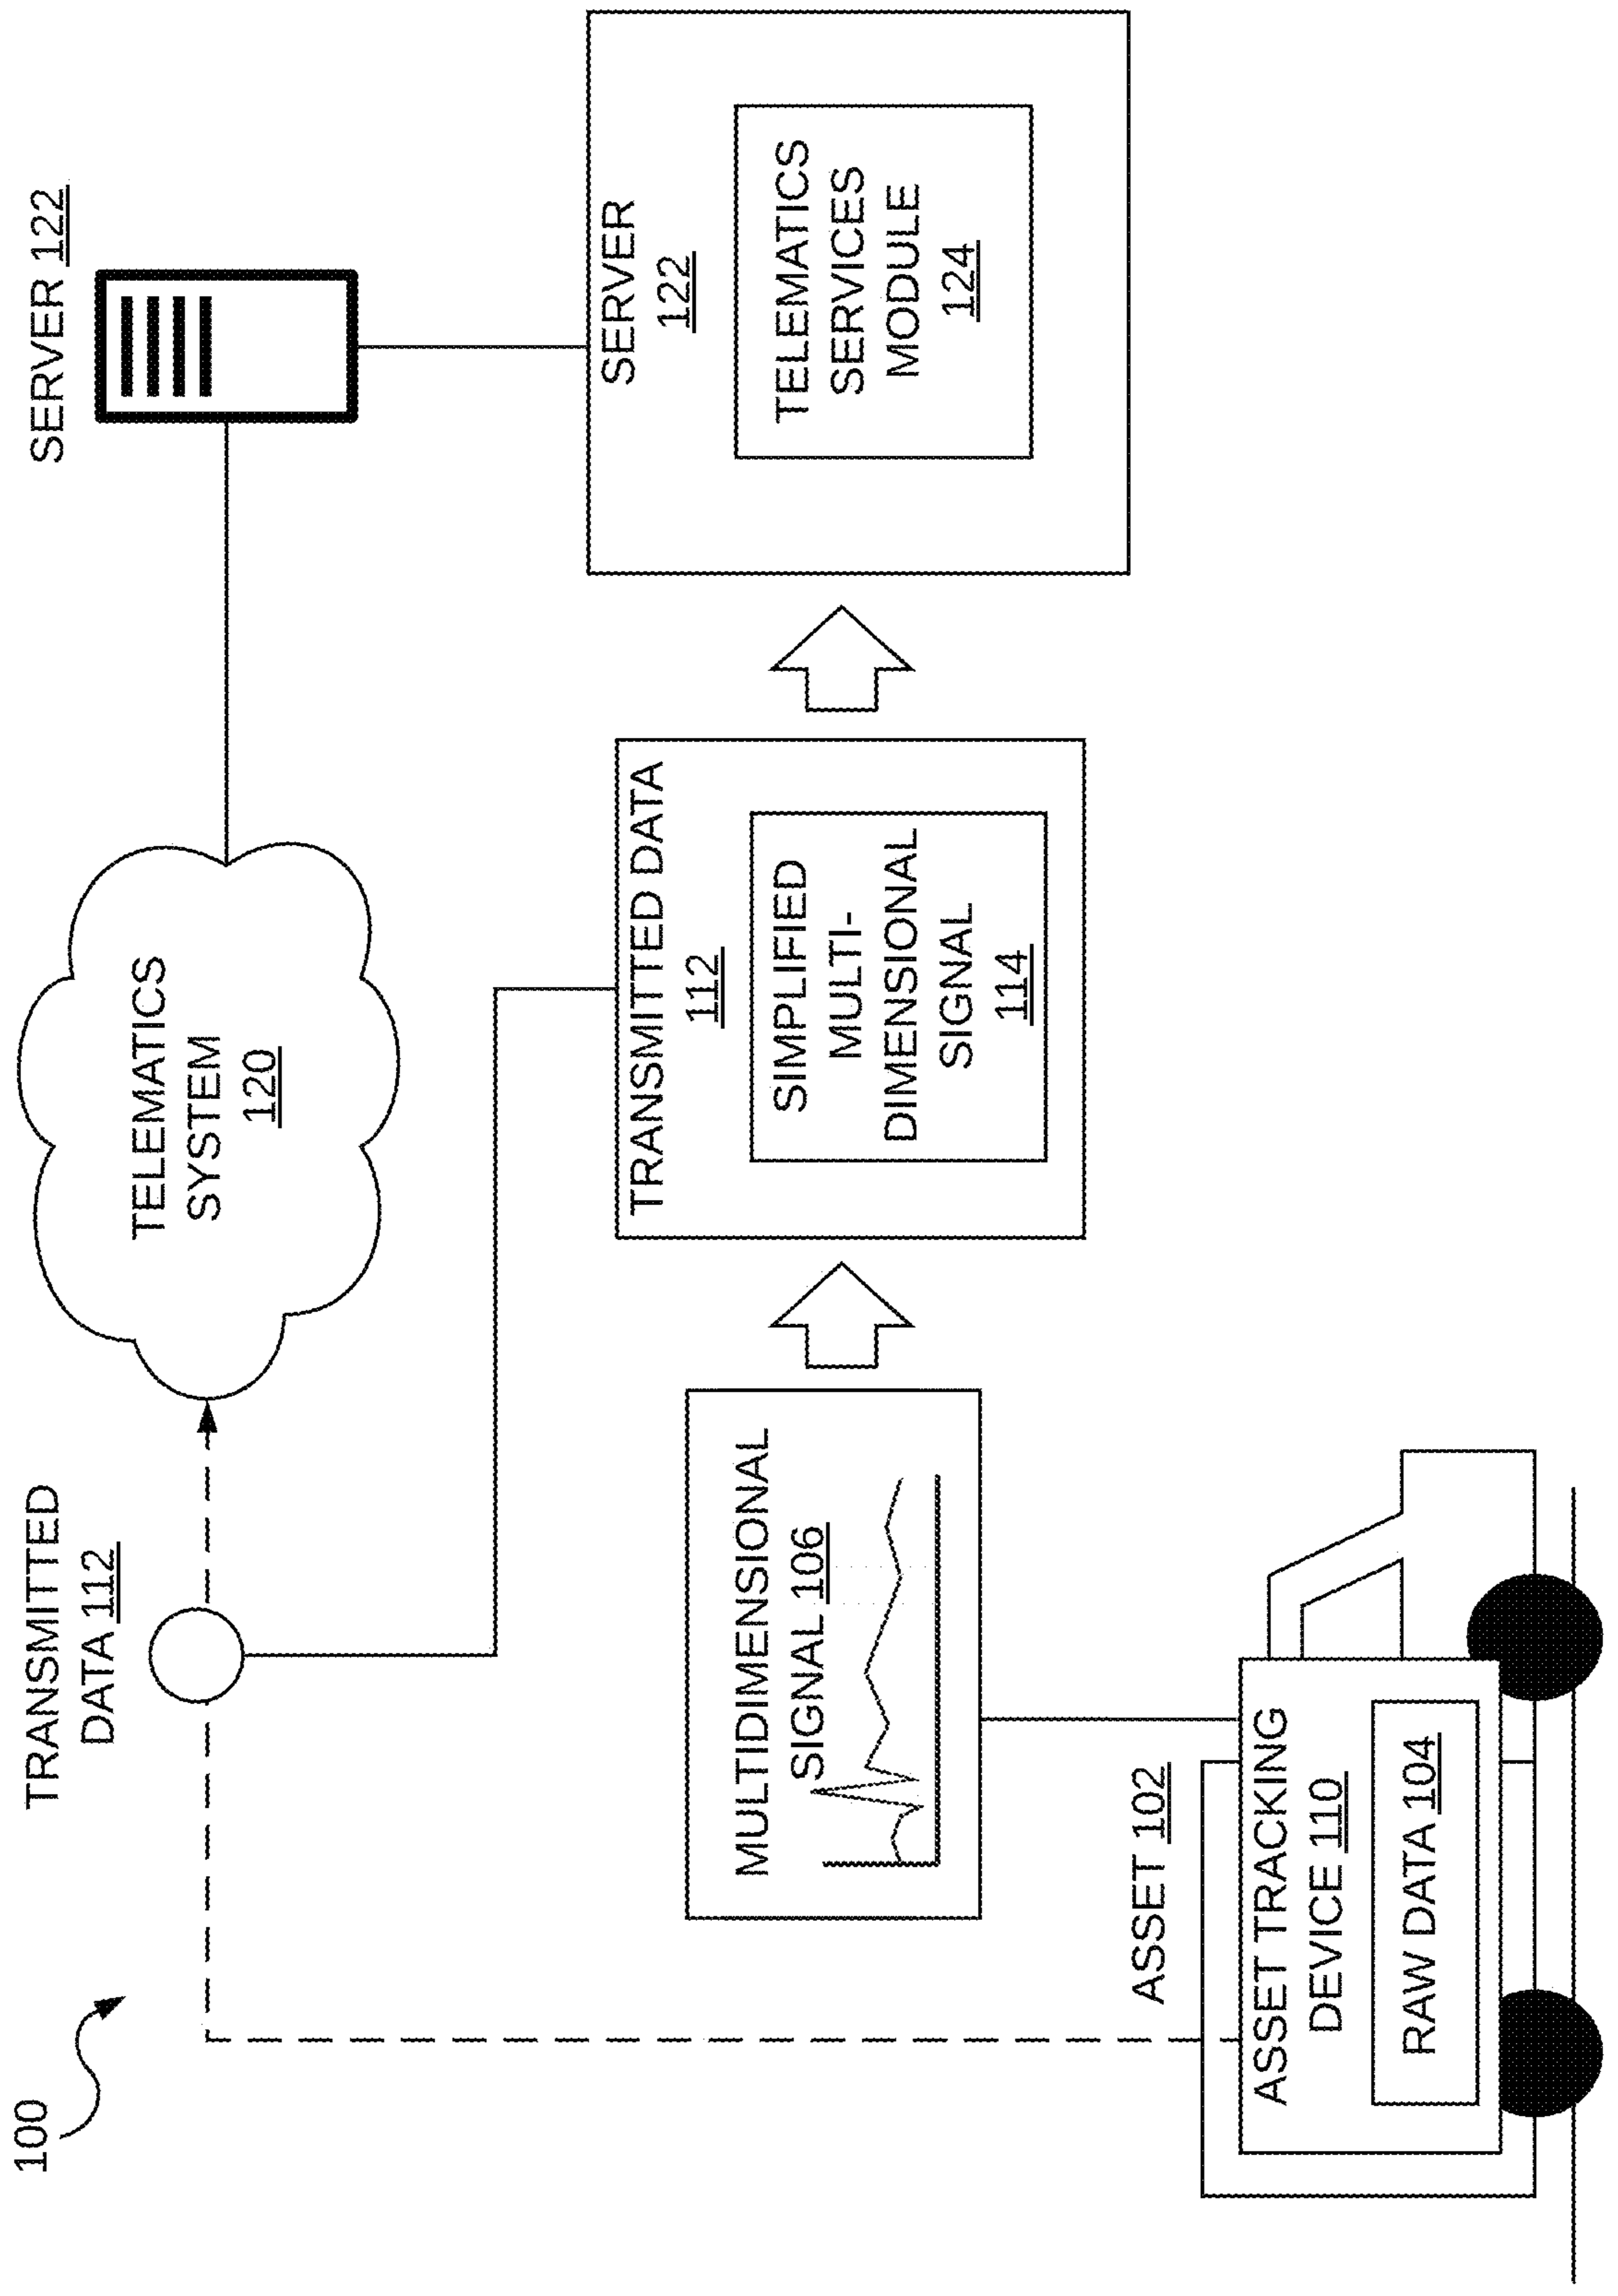 100
TRANSMITTED
DATA 112
TELEMATICS
SYSTEM
120
SERVER 122
MULTIDIMENSIONAL
SIGNAL 106
TRANSMITTED DATA
112
SIMPLIFIED
MULTI-
DIMENSIONAL
SIGNAL
114
SERVER
122
TELEMATICS
SERVICES
MODULE
124
ASSET 102
ASSET TRACKING
DEVICE 110
RAW DATA 104